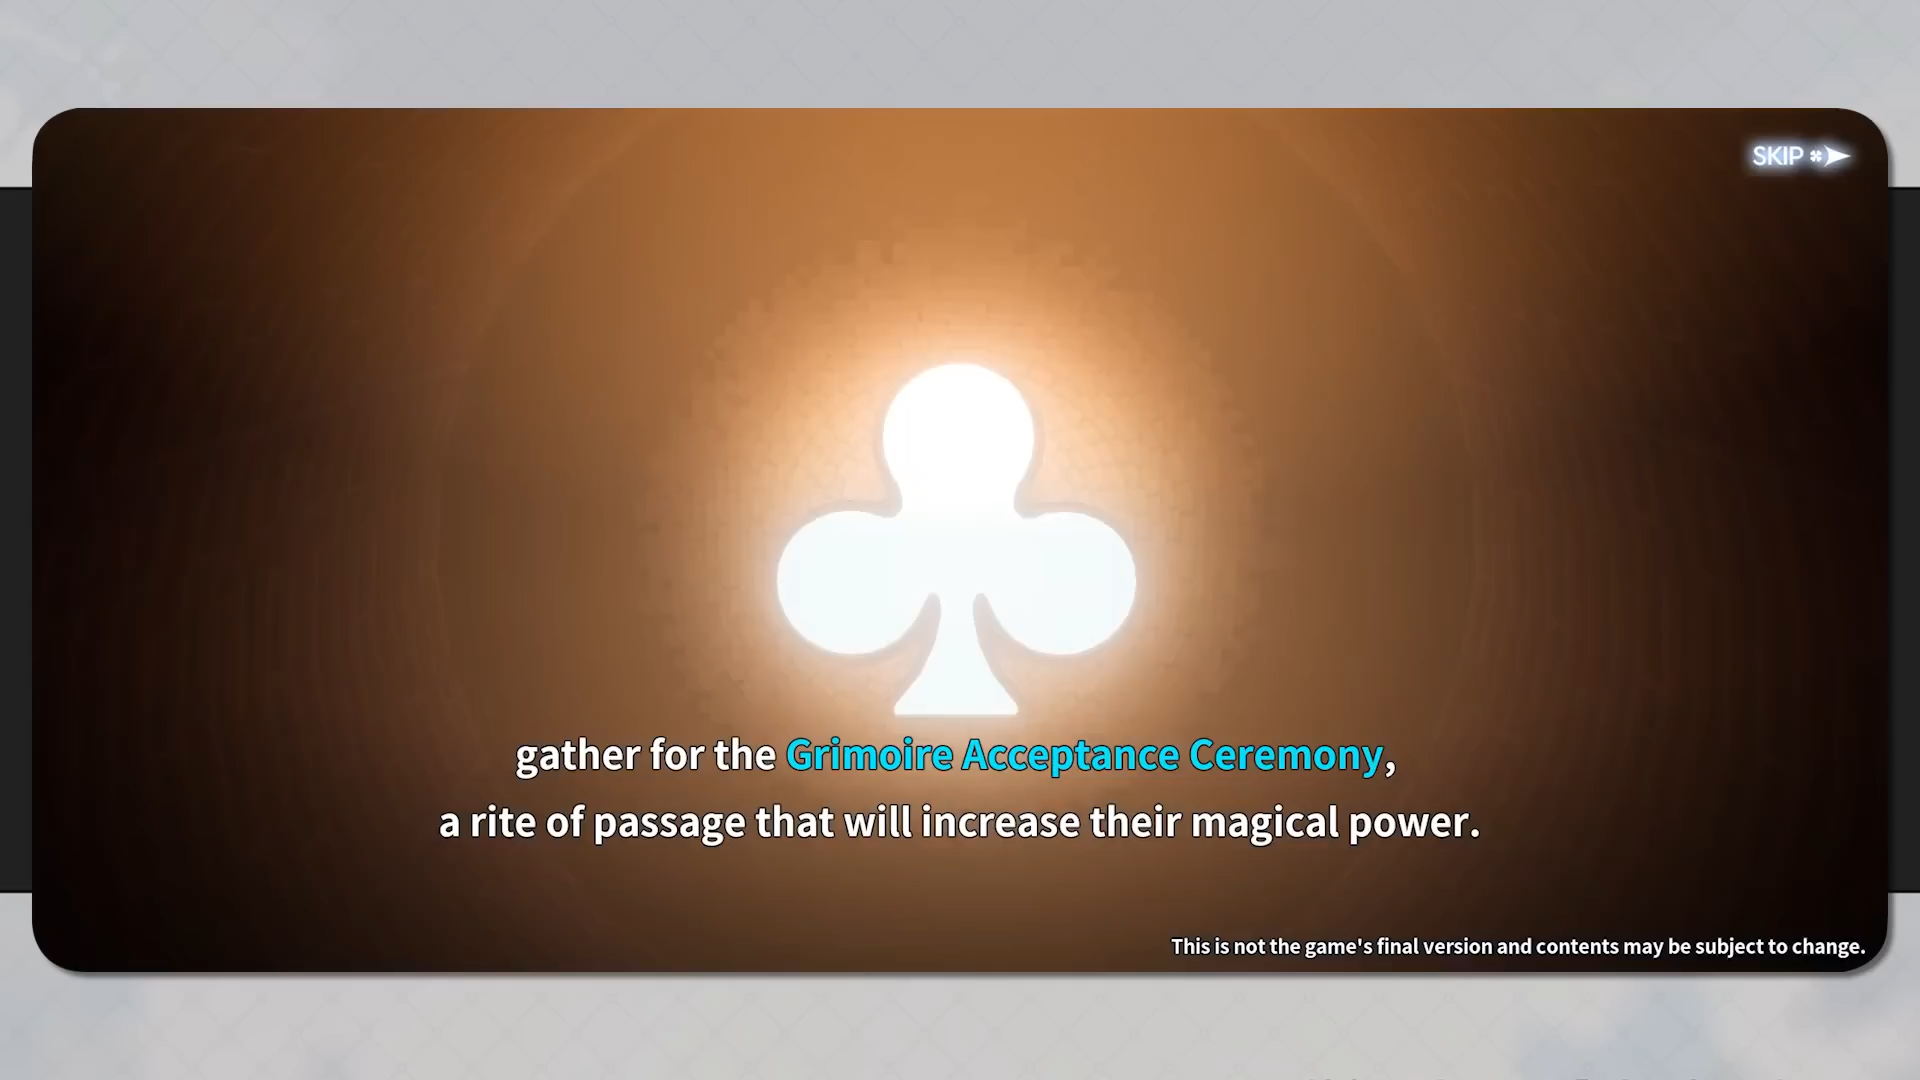 SKIP
gather for the Grimoire Acceptance Ceremony,
a rite of passage that will increase their magical power.
This is not the game's final version and contents may be subject to change.